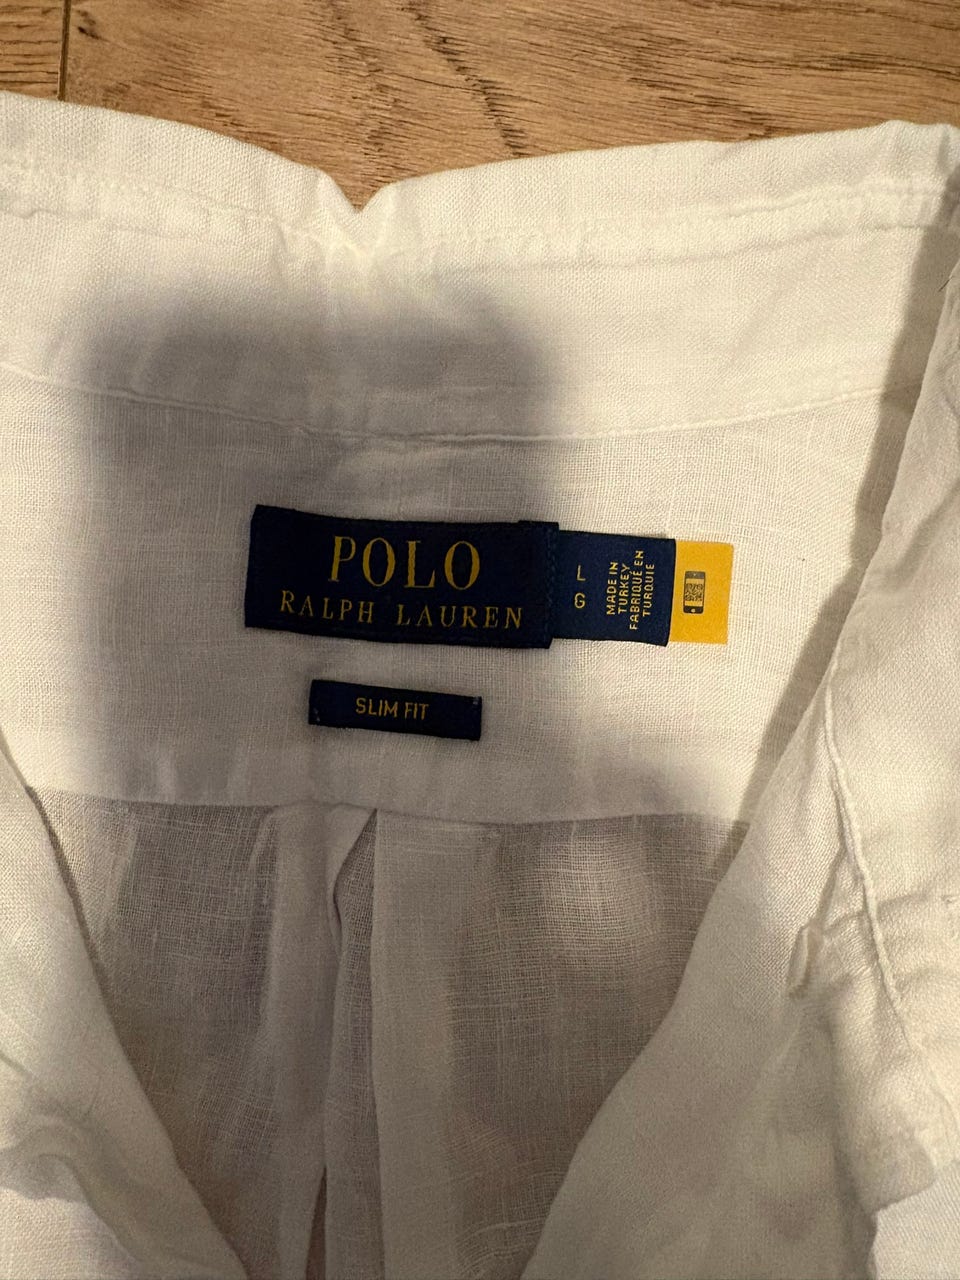 POLO
RALPH LAUREN
L
G
MADE IN
TURKEY
FABRIQUÉ EN
TURQUIE
SLIM FIT